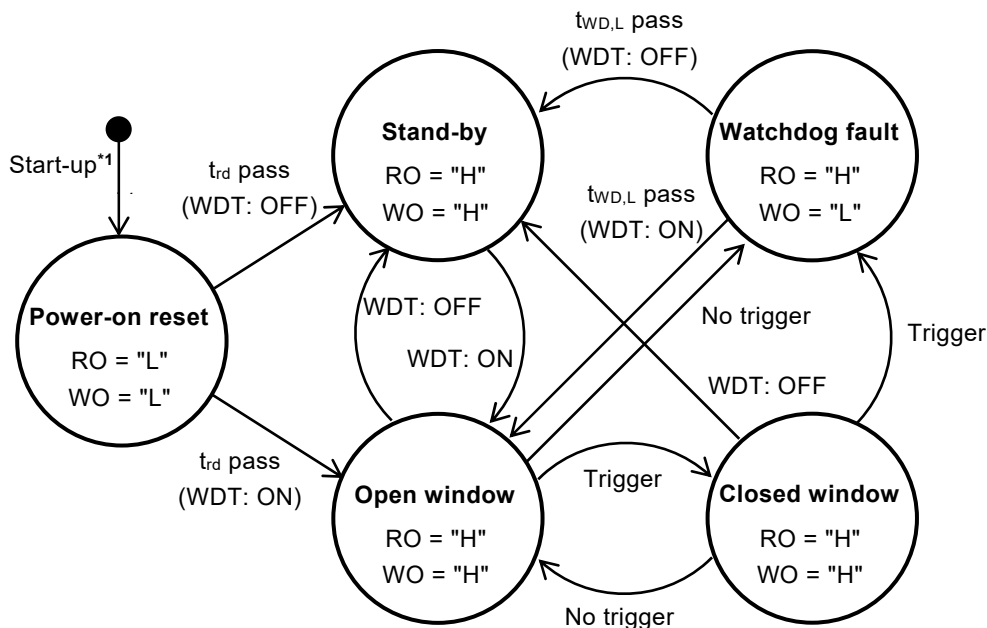 tWD,L pass
(WDT: OFF)
Stand-by
RO = "H"
WO = "H"
Watchdog fault
RO = "H"
WO = "L"
Start-up*1
trd pass
(WDT: OFF)
tWD,L pass
(WDT: ON)
Power-on reset
RO = "L"
WO = "L"
WDT: OFF
WDT: ON
No trigger
Trigger
WDT: OFF
trd pass
(WDT: ON)
Open window
RO = "H"
WO = "H"
Trigger
Closed window
RO = "H"
WO = "H"
No trigger